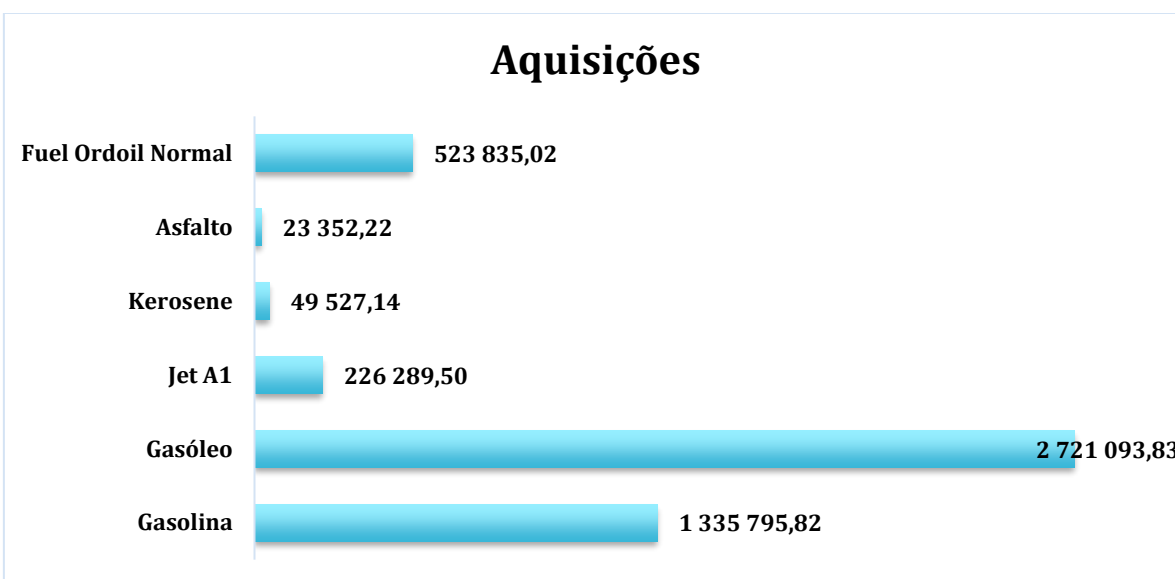 Aquisições
Fuel Ordoil Normal 523 835,02
Asfalto 23 352,22
Kerosene 49 527,14
Jet A1 226 289,50
Gasóleo 2 721 093,83
Gasolina 1 335 795,82